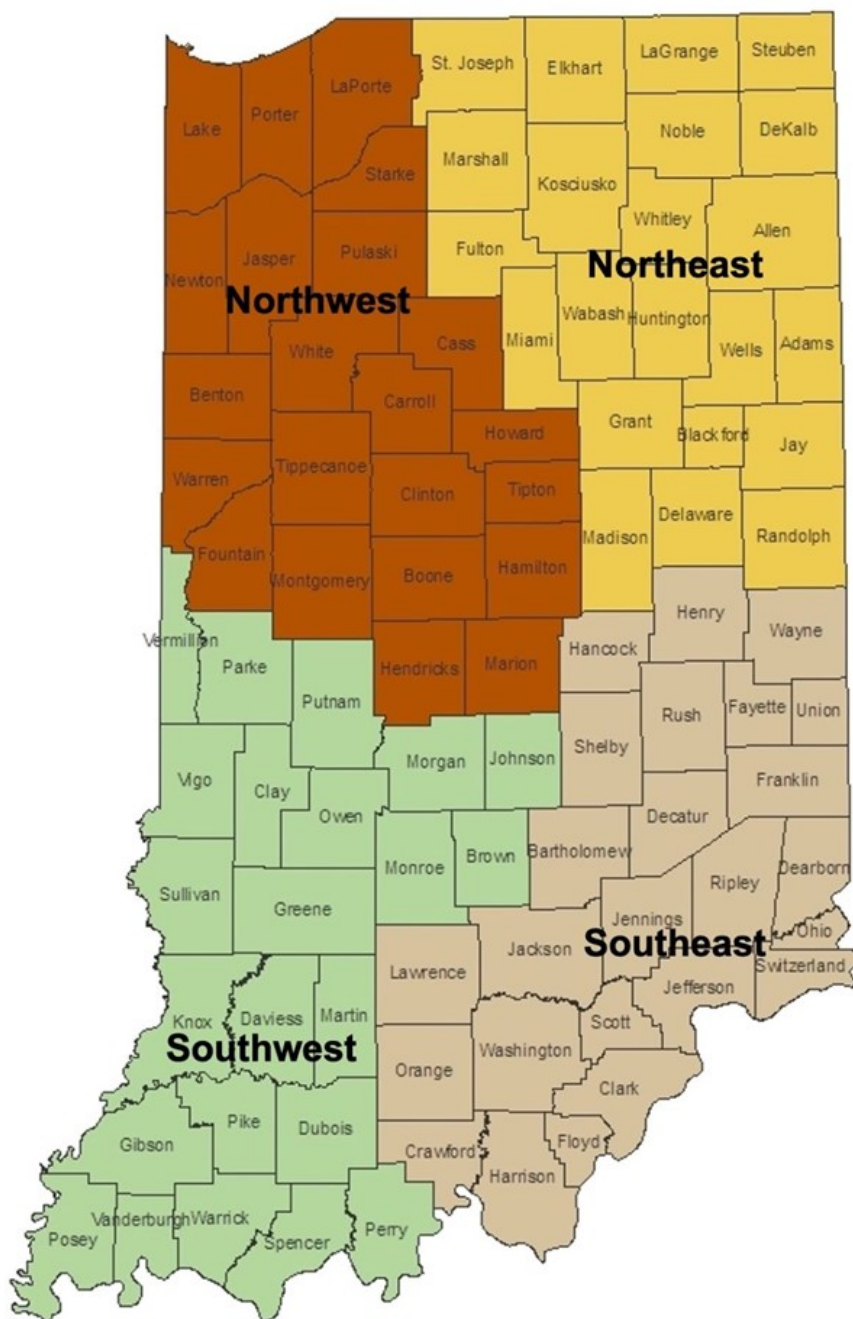 St. Joseph
Elkhart
LaGrange
Steuben
LaPorte
Porter
Lake
Noble
DeKalb
Marshall
Starke
Kosciusko
Whitley
Allen
Fulton
Pulaski
Jasper
Newton
Northeast
Northwest
Wabash
Huntington
Miami
Wells
Adams
White
Cass
Benton
Carroll
Grant
Blackford
Jay
Howard
Warren
Tippecanoe
Clinton
Tipton
Madison
Delaware
Randolph
Fountain
Montgomery
Boone
Hamilton
Henry
Wayne
Vermillion
Parke
Putnam
Hendricks
Marion
Hancock
Rush
Fayette
Union
Shelby
Morgan
Johnson
Vigo
Clay
Owen
Franklin
Decatur
Monroe
Brown
Bartholomew
Ripley
Dearborn
Sullivan
Greene
Jennings
Ohio
Jackson
Southeast
Lawrence
Switzerland
Jefferson
Knox
Daviess
Martin
Scott
Southwest
Washington
Orange
Clark
Gibson
Pike
Dubois
Crawford
Floyd
Harrison
Posey
Vanderburgh
Warrick
Spencer
Perry